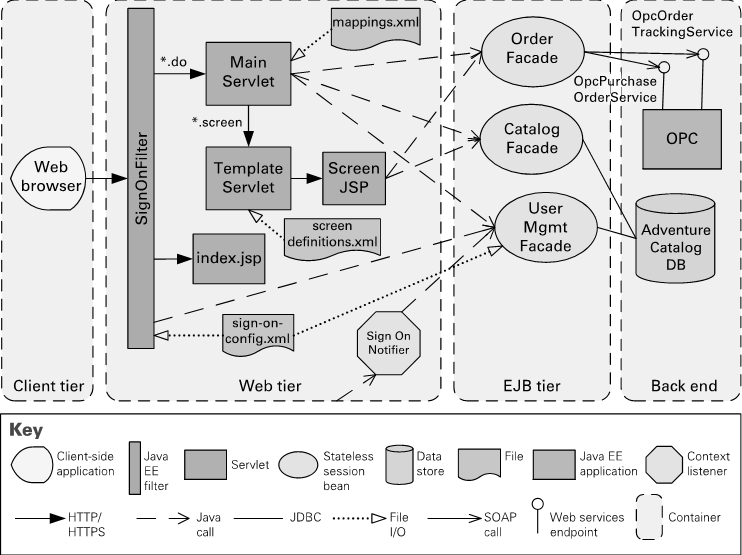 OpcOrder
TrackingService
mappings.xml
*.do
Main
Servlet
Order
Facade
OpcPurchase
OrderService
*.screen
SignOnFilter
Web
browser
Template
Servlet
Screen
JSP
Catalog
Facade
OPC
screen
definitions.xml
User
Mgmt
Facade
Adventure
Catalog
DB
index.jsp
sign-on-
config.xml
Sign On
Notifier
Client tier
Web tier
EJB tier
Back end
Key
Client-side
application
Java
EE
filter
Servlet
Stateless
session
bean
Data
store
File
Java EE
application
Context
listener
HTTP/
HTTPS
Java
call
JDBC
File
I/O
SOAP
call
Web services
endpoint
Container